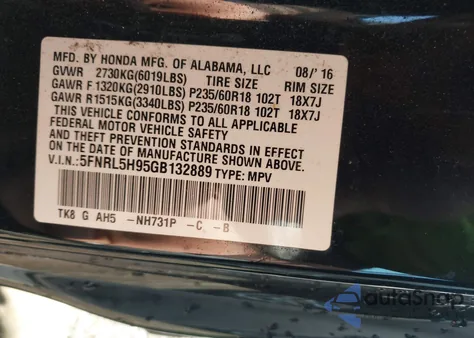 MFD. BY HONDA MFG. OF ALABAMA, LLC 08/'16
GVWR 2730KG(6019LBS) TIRE SIZE RIM SIZE
GAWR F 1320KG(2910LBS) P235/60R18 102T 18X7J
GAWR R1515KG(3340LBS) P235/60R18 102T 18X7J
THIS VEHICLE CONFORMS TO ALL APPLICABLE
FEDERAL MOTOR VEHICLE SAFETY
AND THEFT PREVENTION STANDARDS IN EFFECT
ON THE DATE OF MANUFACTURE SHOWN ABOVE.
V.I.N.:5FNRL5H95GB132889 TYPE: MPV
TK8 G AH5 -NH731P -C -B
autoSnap